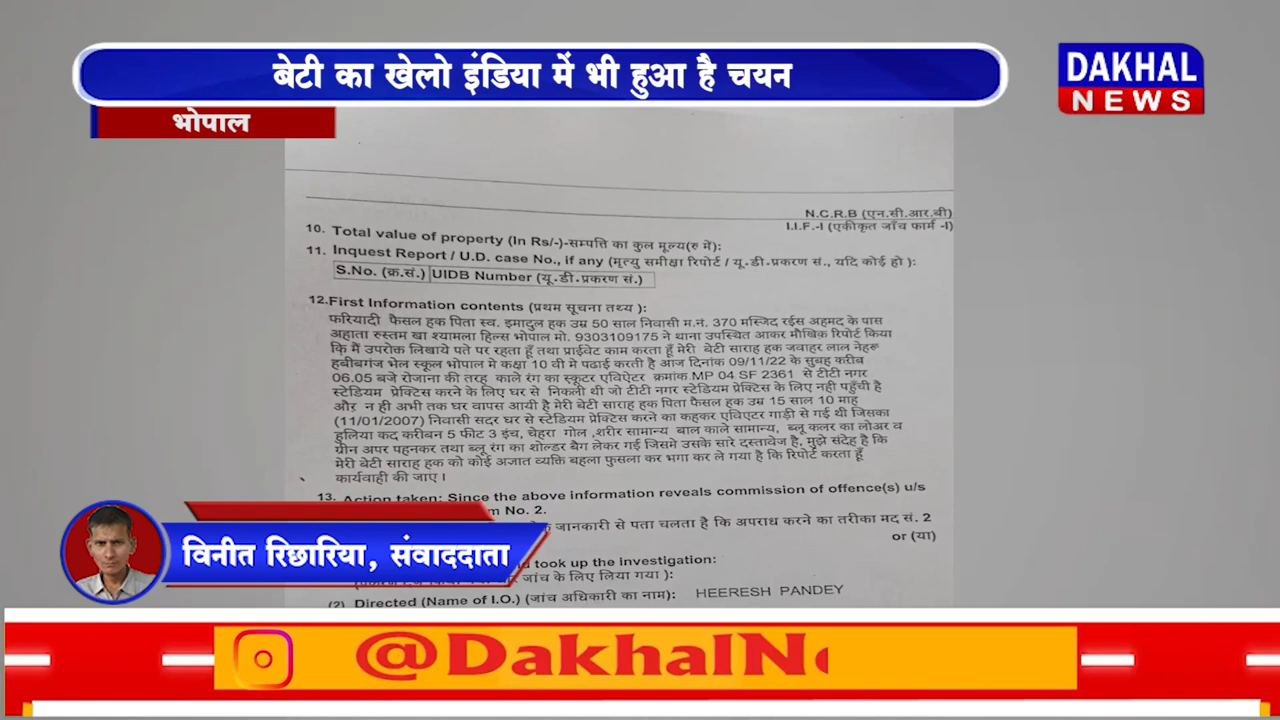 बेटी का खेलो इंडिया में भी हुआ है चयन
DAKHAL
NEWS
भोपाल
N.C.R.B (एन.सी.आर.बी)
I.I.F.-I (एकीकृत जाँच फार्म -I)
10. Total value of property (In Rs/-)-सम्पत्ति का कुल मूल्य(रु में):
11. Inquest Report / U.D. case No., if any (मृत्यु समीक्षा रिपोर्ट / यू.डी.प्रकरण सं., यदि कोई हो ):
S.No. (क्र.सं.) UIDB Number (यू.डी.प्रकरण सं.)
12.First Information contents (प्रथम सूचना तथ्य ):
फरियादी फैसल हक पिता स्व. इमादुल हक उम्र 50 साल निवासी म.नं. 370 मस्जिद रईस अहमद के पास
अहाता रुस्तम खा श्यामला हिल्स भोपाल मो. 9303109175 ने थाना उपस्थित आकर मौखिक रिपोर्ट किया
कि मैं उपरोक्त लिखाये पते पर रहता हूँ तथा प्राईवेट काम करता हूँ मेरी बेटी साराह हक जवाहर लाल नेहरू
हबीबगंज भेल स्कूल भोपाल मे कक्षा 10 वी मे पढाई करती है आज दिनांक 09/11/22 के सुबह करीब
06.05 बजे रोजाना की तरह काले रंग का स्कूटर एविऐटर क्रमांक.MP 04 SF 2361 से टीटी नगर
स्टेडियम प्रेक्टिस करने के लिए घर से निकली थी जो टीटी नगर स्टेडियम प्रेक्टिस के लिए नही पहुँची है
और न ही अभी तक घर वापस आयी है मेरी बेटी साराह हक पिता फैसल हक उम्र 15 साल 10 माह
(11/01/2007) निवासी सदर घर से स्टेडियम प्रेक्टिस करने का कहकर एविएटर गाड़ी से गई थी जिसका
हुलिया कद करीबन 5 फीट 3 इंच, चेहरा गोल ,शरीर सामान्य बाल काले सामान्य, ब्लू कलर का लोअर व
ग्रीन अपर पहनकर तथा ब्लू रंग का शोल्डर बैग लेकर गई जिसमे उसके सारे दस्तावेज है, मुझे संदेह है कि
मेरी बेटी साराह हक को कोई अज्ञात व्यक्ति बहला फुसला कर भगा कर ले गया है कि रिपोर्ट करता हूँ
कार्यवाही की जाए ।
13. Action taken: Since the above information reveals commission of offence(s) u/s
No. 2.
जानकारी से पता चलता है कि अपराध करने का तरीका मद सं. 2
or (या)
took up the investigation:
जांच के लिए लिया गया ):
(2) Directed (Name of I.O.) (जांच अधिकारी का नाम): HEERESH PANDEY
विनीत रिछारिया, संवाददाता
@DakhalN